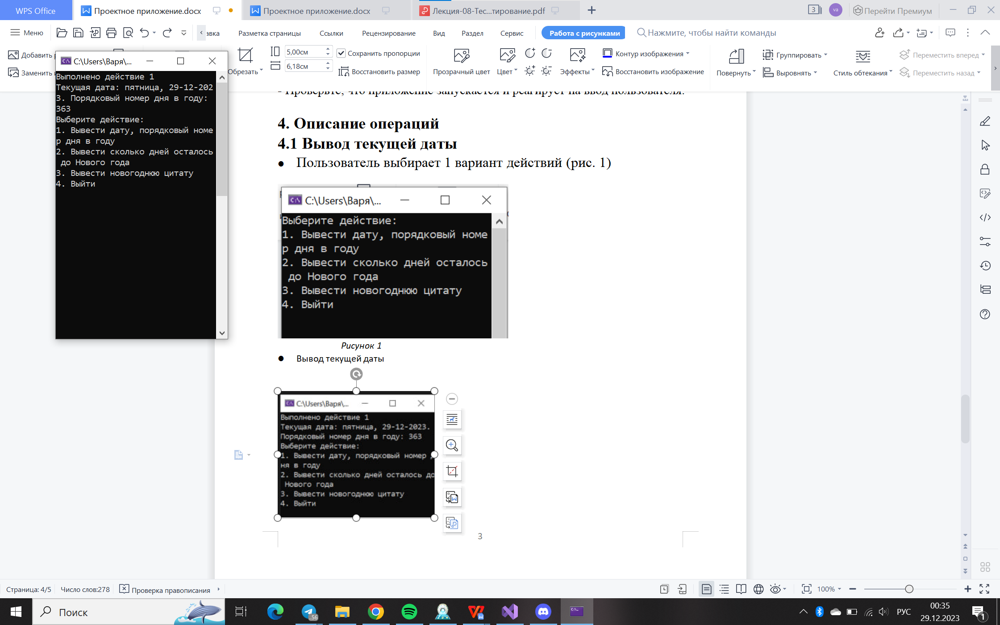 WPS Office
Проектное приложение.docx
Проектное приложение.docx
Лекция-08-Тес...тирование.pdf
3
va
Перейти Премиум
Меню
авка
Разметка страницы
Ссылки
Рецензирование
Вид
Раздел
Сервис
Работа с рисунками
Нажмите, чтобы найти команды
Добавить
Заменить
Обрезать
5,00см
6,18см
Сохранить пропорции
Восстановить размер
Прозрачный цвет
Цвет
Эффекты
Контур изображения
Восстановить изображение
Повернуть
Группировать
Выровнять
Стиль обтекания
Переместить вперед
Переместить назад
C:\Users\Варя\...
Выполнено действие 1
Текущая дата: пятница, 29-12-202
3. Порядковый номер дня в году:
363
Выберите действие:
1. Вывести дату, порядковый номе
р дня в году
2. Вывести сколько дней осталось
до Нового года
3. Вывести новогоднюю цитату
4. Выйти
- Проверьте, что приложение запускается и реагирует на ввод пользователя.
4. Описание операций
4.1 Вывод текущей даты
● Пользователь выбирает 1 вариант действий (рис. 1)
C:\Users\Варя\...
Выберите действие:
1. Вывести дату, порядковый номе
р дня в году
2. Вывести сколько дней осталось
до Нового года
3. Вывести новогоднюю цитату
4. Выйти
Рисунок 1
● Вывод текущей даты
C:\Users\Варя\...
Выполнено действие 1
Текущая дата: пятница, 29-12-2023.
Порядковый номер дня в году: 363
Выберите действие:
1. Вывести дату, порядковый номер д
ня в году
2. Вывести сколько дней осталось до
Нового года
3. Вывести новогоднюю цитату
4. Выйти
3
Страница: 4/5
Число слов:278
Проверка правописания
100%
Поиск
..56
РУС
00:35
29.12.2023
1